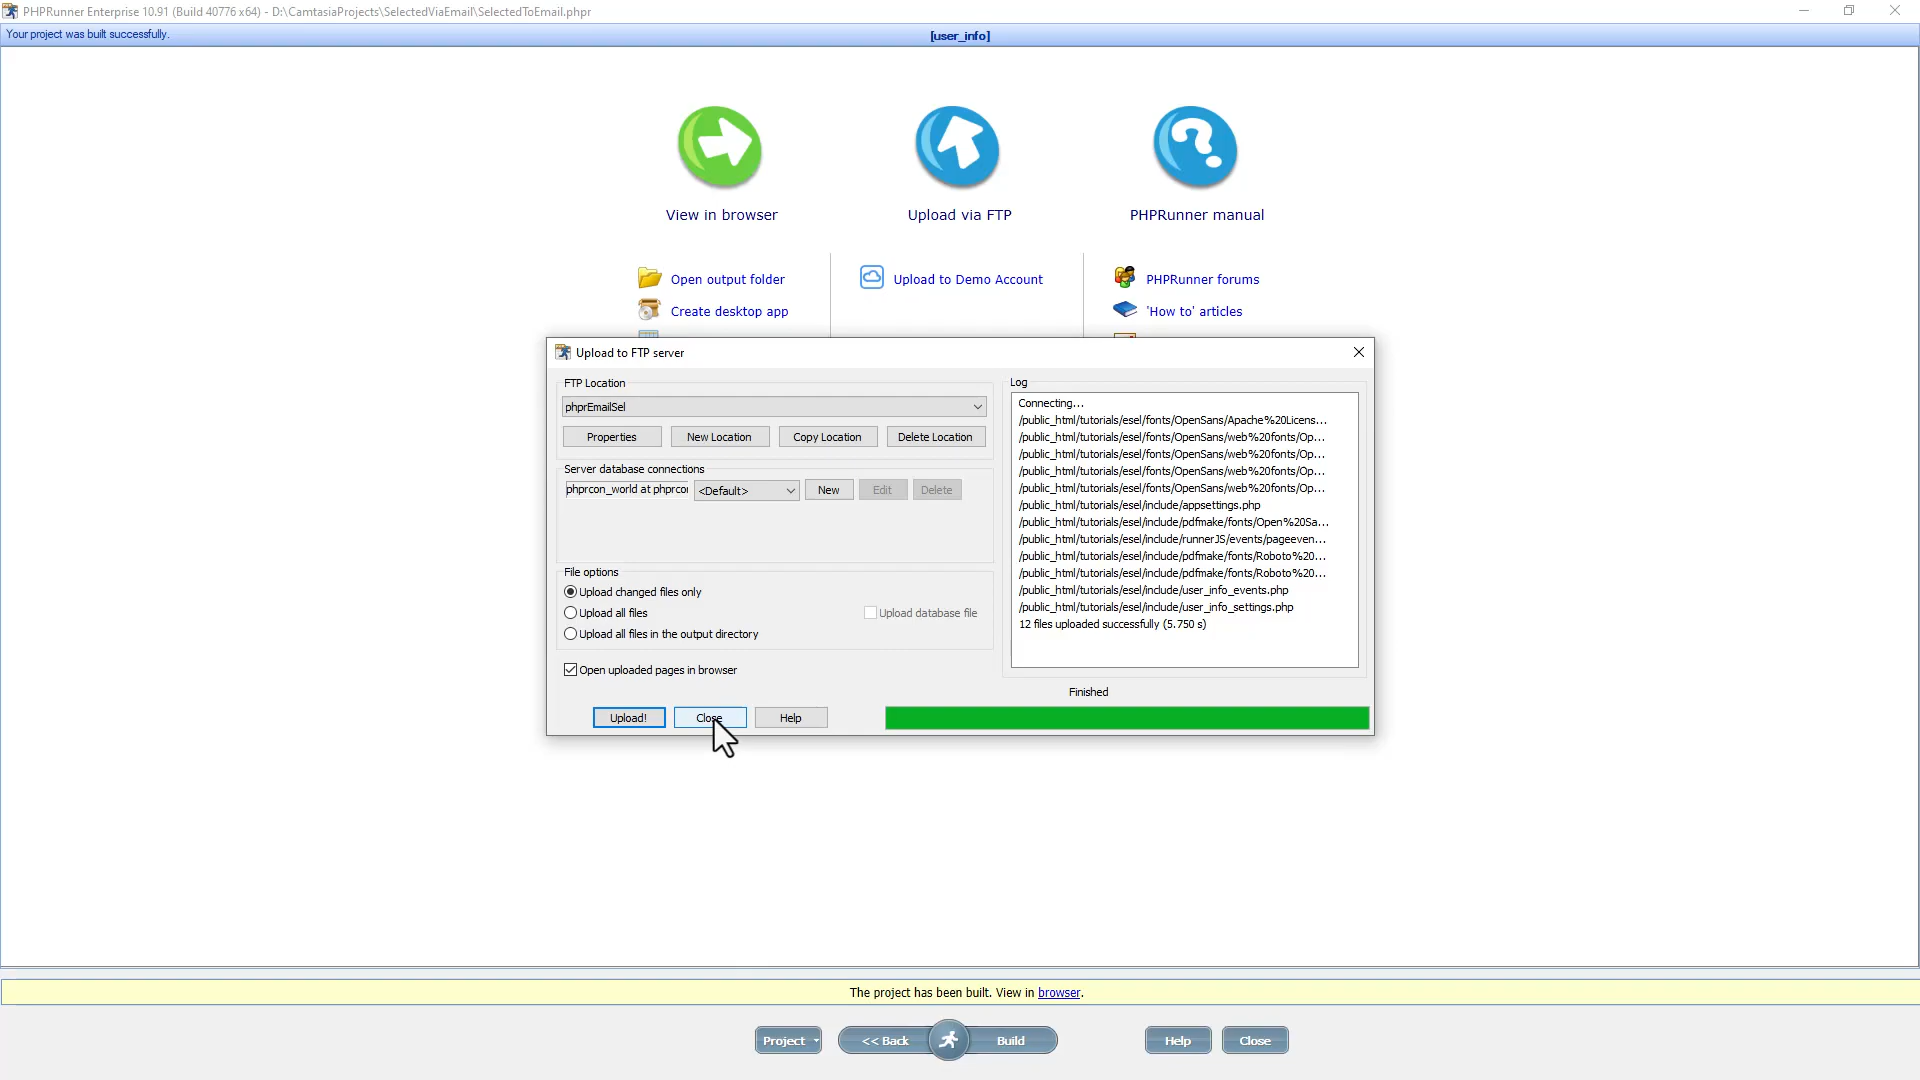 PHPRunner Enterprise 10.91 (Build 40776 x64) - D:\CamtasiaProjects\SelectedViaEmail\SelectedToEmail.phpr
Your project was built successfully.
[user_info]
View in browser
Upload via FTP
PHPRunner manual
Open output folder
Upload to Demo Account
PHPRunner forums
Create desktop app
'How to' articles
Upload to FTP server
FTP Location
phprEmailSel
Properties
New Location
Copy Location
Delete Location
Server database connections
phprcon_world at phprcor
<Default>
New
Edit
Delete
File options
Upload changed files only
Upload all files
Upload database file
Upload all files in the output directory
Open uploaded pages in browser
Upload!
Close
Help
Log
Connecting...
/public_html/tutorials/esel/fonts/OpenSans/Apache%20Licens...
/public_html/tutorials/esel/fonts/OpenSans/web%20fonts/Op...
/public_html/tutorials/esel/fonts/OpenSans/web%20fonts/Op...
/public_html/tutorials/esel/fonts/OpenSans/web%20fonts/Op...
/public_html/tutorials/esel/fonts/OpenSans/web%20fonts/Op...
/public_html/tutorials/esel/include/appsettings.php
/public_html/tutorials/esel/include/pdfmake/fonts/Open%20Sa...
/public_html/tutorials/esel/include/runnerJS/events/pageeven...
/public_html/tutorials/esel/include/pdfmake/fonts/Roboto%20...
/public_html/tutorials/esel/include/pdfmake/fonts/Roboto%20...
/public_html/tutorials/esel/include/user_info_events.php
/public_html/tutorials/esel/include/user_info_settings.php
12 files uploaded successfully (5.750 s)
Finished
The project has been built. View in browser.
Project
<< Back
Build
Help
Close